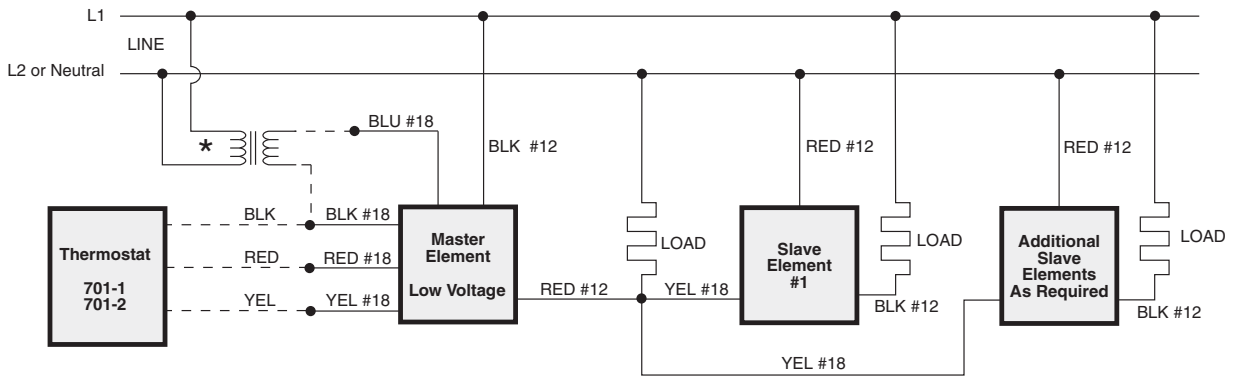 L1
LINE
L2 or Neutral
*
BLU #18
BLK #12
RED #12
RED #12
Thermostat
701-1
701-2
BLK
BLK #18
RED
RED #18
YEL
YEL #18
Master
Element
Low Voltage
RED #12
LOAD
YEL #18
Slave
Element
#1
LOAD
BLK #12
Additional
Slave
Elements
As Required
LOAD
BLK #12
YEL #18